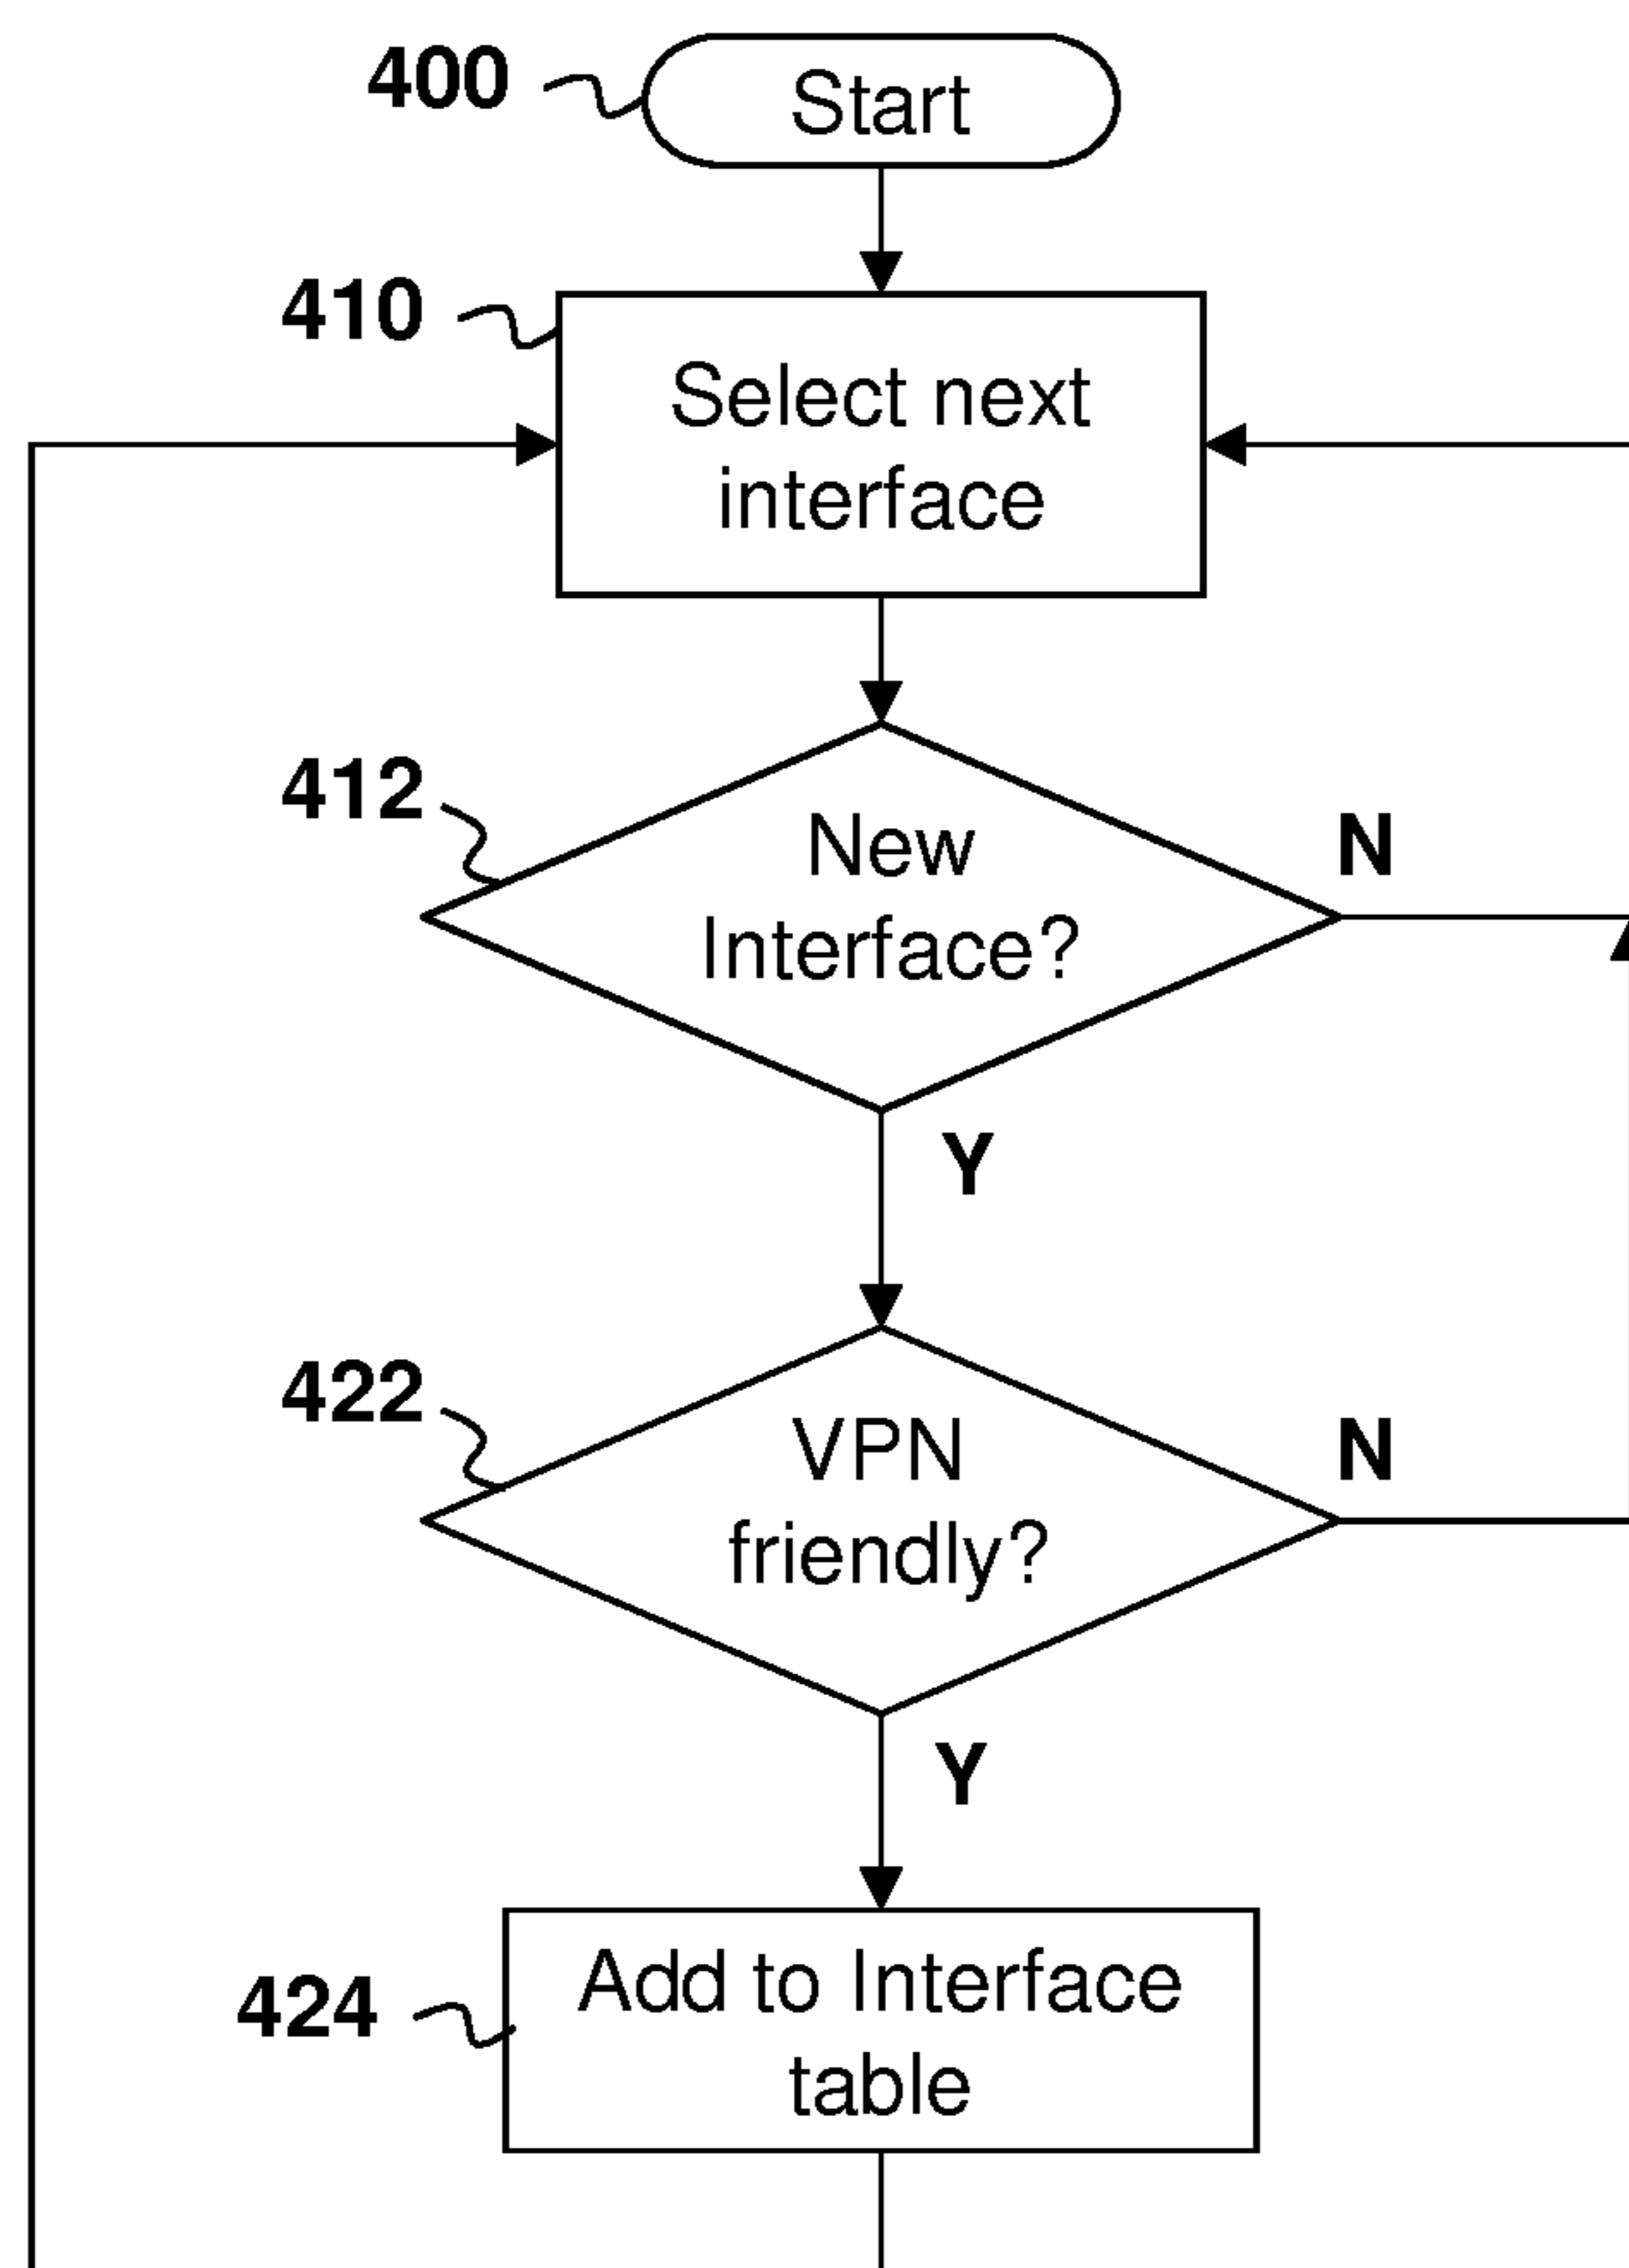 400
Start
410
Select next
interface
412
New
Interface?
N
Y
422
VPN
friendly?
N
Y
424
Add to Interface
table